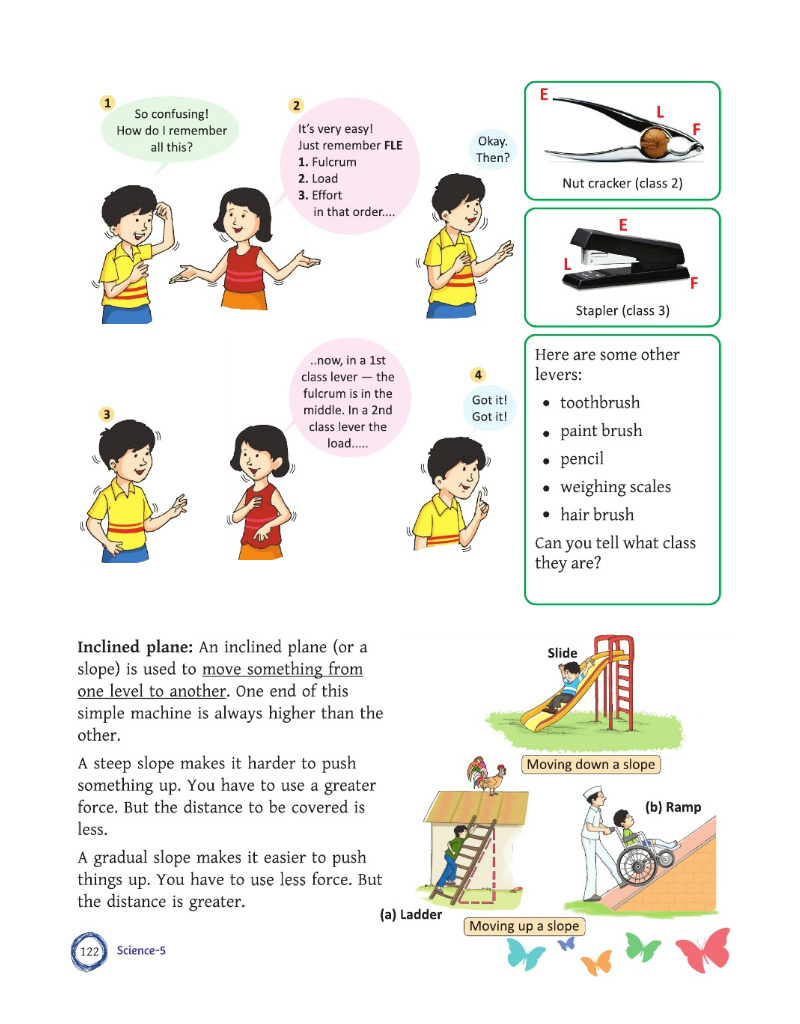 1
So confusing!
How do I remember
all this?
2
It's very easy!
Just remember FLE
1. Fulcrum
2. Load
3. Effort
in that order....
Okay.
Then?
E
L
F
Nut cracker (class 2)
E
L
F
Stapler (class 3)
3
..now, in a 1st
class lever — the
fulcrum is in the
middle. In a 2nd
class lever the
load.....
4
Got it!
Got it!
Here are some other
levers:
• toothbrush
• paint brush
• pencil
• weighing scales
• hair brush
Can you tell what class
they are?
Inclined plane: An inclined plane (or a
slope) is used to move something from
one level to another. One end of this
simple machine is always higher than the
other.
A steep slope makes it harder to push
something up. You have to use a greater
force. But the distance to be covered is
less.
A gradual slope makes it easier to push
things up. You have to use less force. But
the distance is greater.
Slide
Moving down a slope
(b) Ramp
(a) Ladder
Moving up a slope
122
Science-5